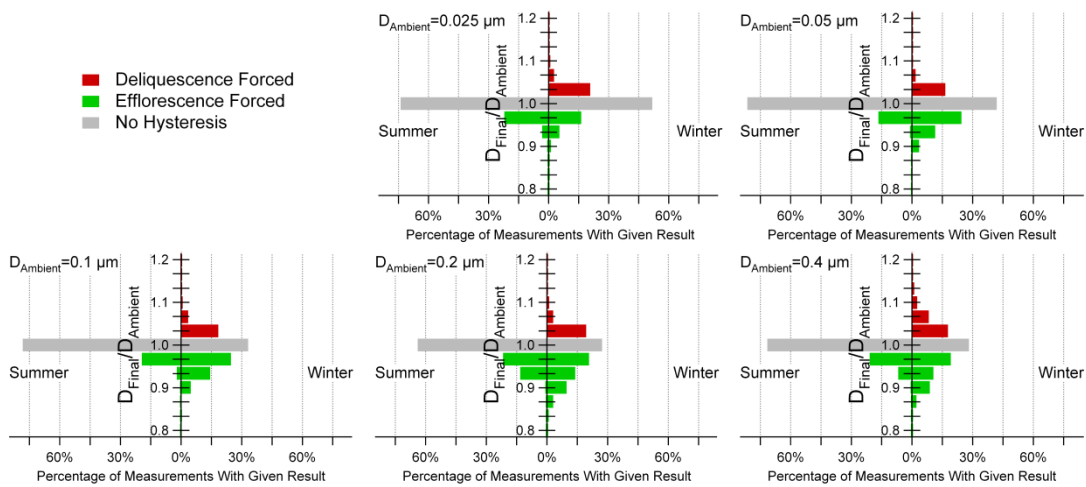 Deliquescence Forced
Efflorescence Forced
No Hysteresis
D_Ambient=0.025 µm
1.2
1.1
1.0
0.9
0.8
D_Final/D_Ambient
Summer
Winter
60% 30% 0% 30% 60%
Percentage of Measurements With Given Result
D_Ambient=0.05 µm
1.2
1.1
1.0
0.9
0.8
D_Final/D_Ambient
Summer
Winter
60% 30% 0% 30% 60%
Percentage of Measurements With Given Result
D_Ambient=0.1 µm
1.2
1.1
1.0
0.9
0.8
D_Final/D_Ambient
Summer
Winter
60% 30% 0% 30% 60%
Percentage of Measurements With Given Result
D_Ambient=0.2 µm
1.2
1.1
1.0
0.9
0.8
D_Final/D_Ambient
Summer
Winter
60% 30% 0% 30% 60%
Percentage of Measurements With Given Result
D_Ambient=0.4 µm
1.2
1.1
1.0
0.9
0.8
D_Final/D_Ambient
Summer
Winter
60% 30% 0% 30% 60%
Percentage of Measurements With Given Result